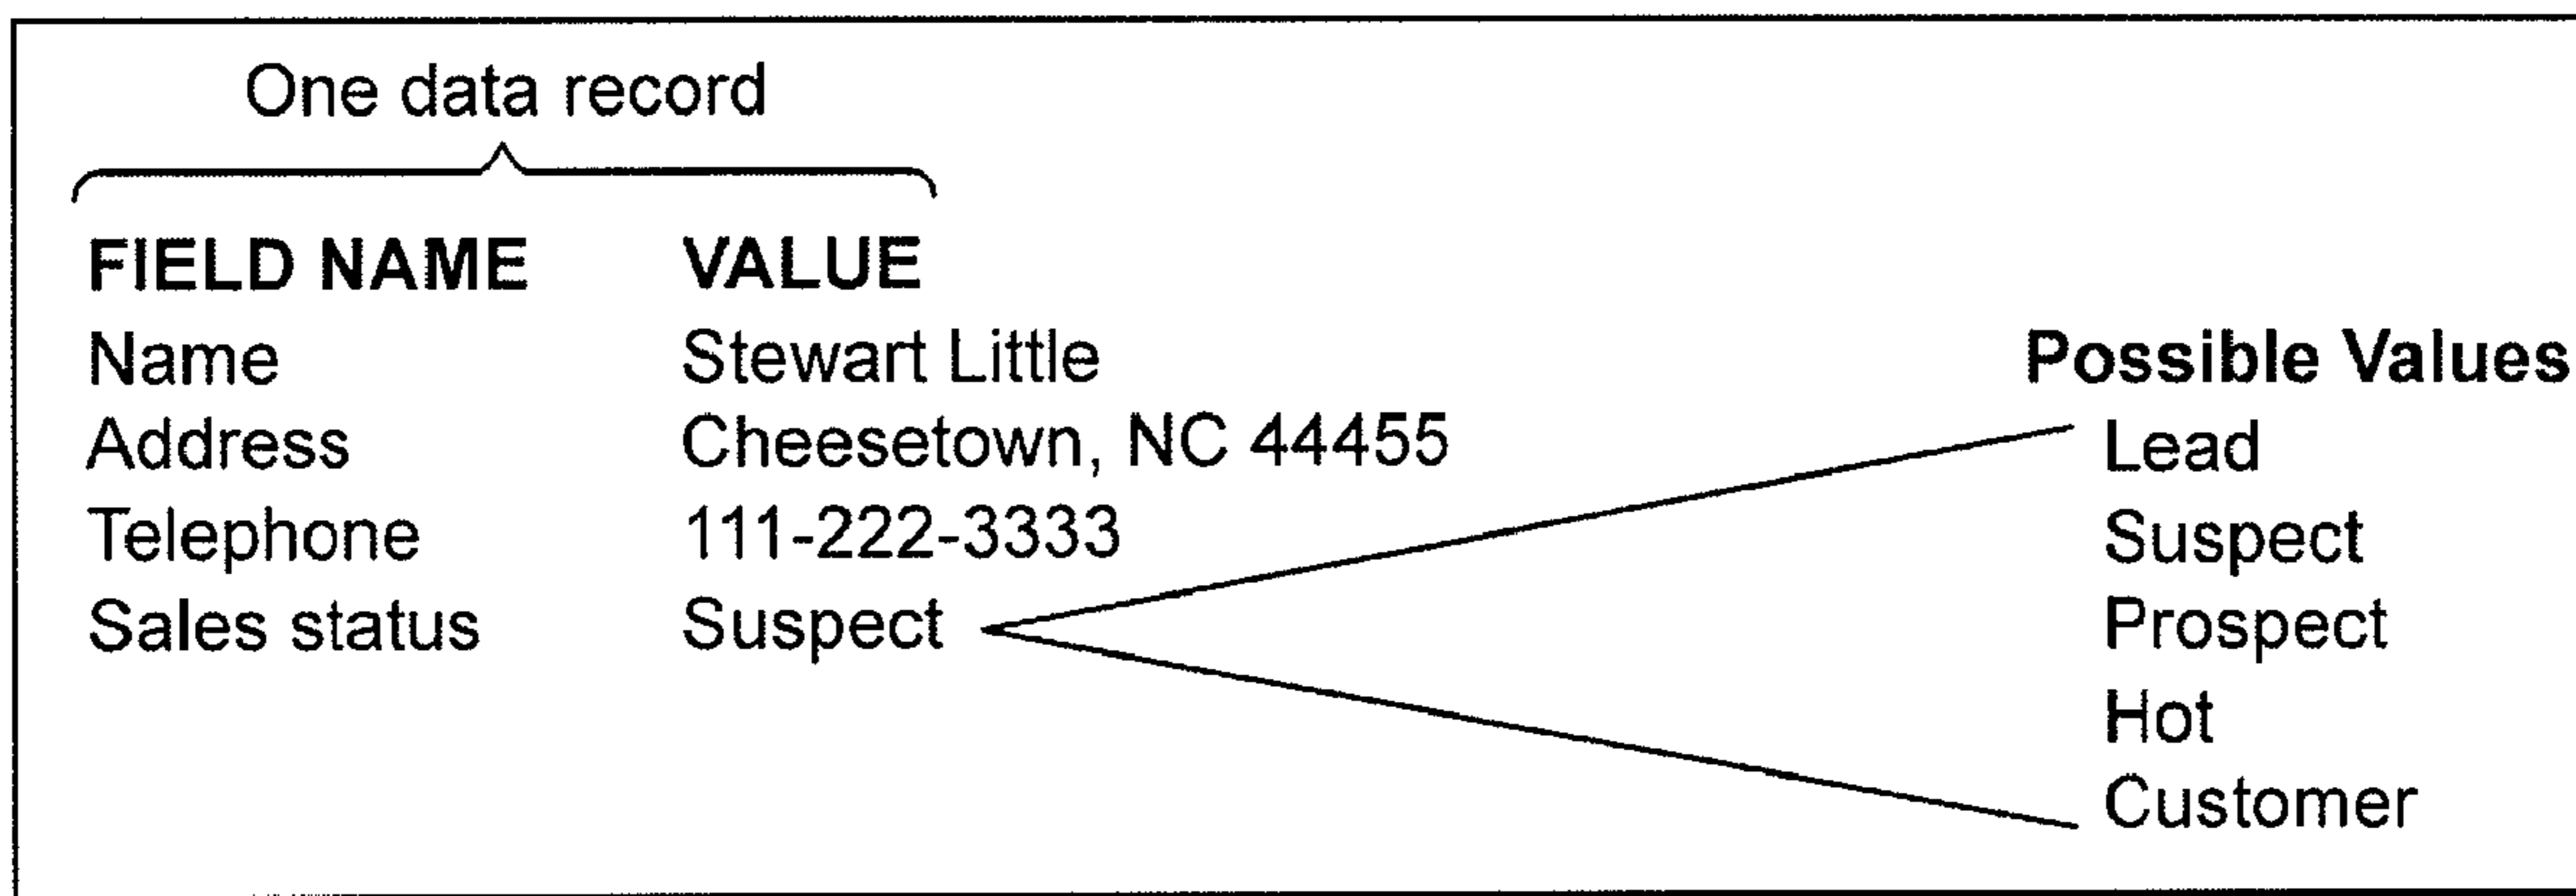 One data record
FIELD NAME VALUE
Name Stewart Little
Address Cheesetown, NC 44455
Telephone 111-222-3333
Sales status Suspect
Possible Values
Lead
Suspect
Prospect
Hot
Customer